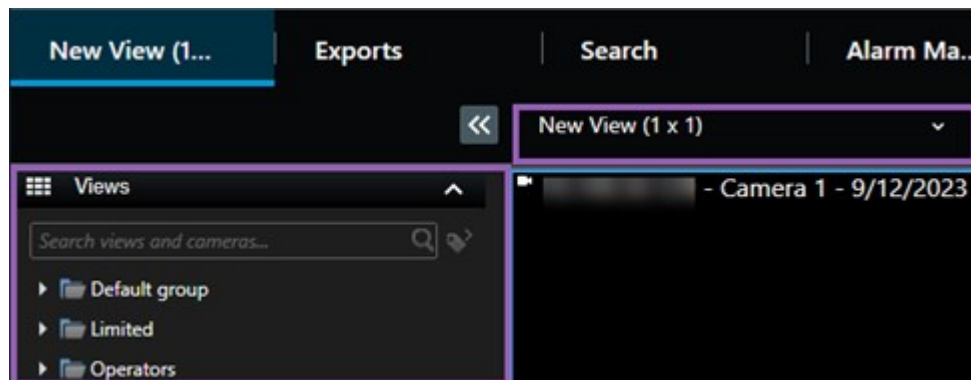 New View (1... Exports Search Alarm Ma...
New View (1 x 1)
Views
- Camera 1 - 9/12/2023
Search views and cameras...
Default group
Limited
Operators